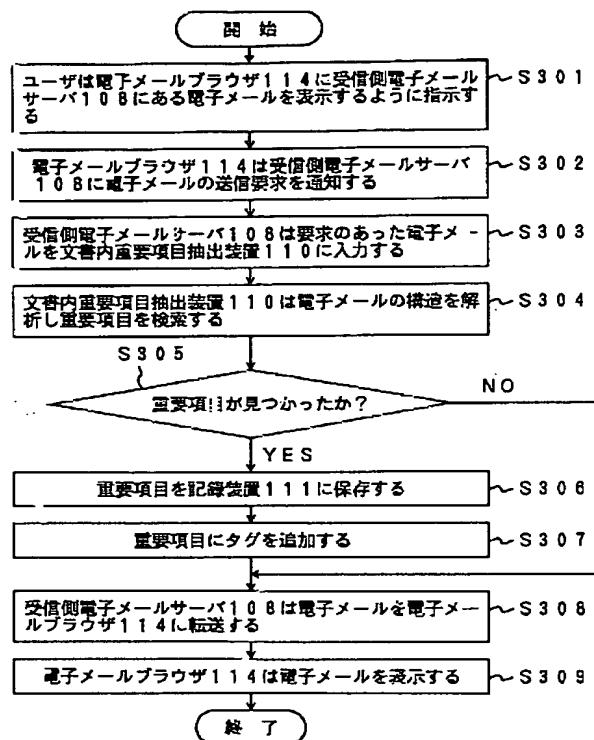 開 始
ユーザは電子メールブラウザ114に受信側電子メール
サーバ108にある電子メールを表示するように指示す
る
S301
電子メールブラウザ114は受信側電子メールサーバ
108に電子メールの送信要求を通知する
S302
受信側電子メールサーバ108は要求のあった電子メー
ルを文書内重要項目抽出装置110に入力する
S303
文書内重要項目抽出装置110は電子メールの構造を解
析し重要項目を検索する
S304
S305
重要項目が見つかったか?
NO
YES
重要項目を記録装置111に保存する
S306
重要項目にタグを追加する
S307
受信側電子メールサーバ108は電子メールを電子メー
ルブラウザ114に転送する
S308
電子メールブラウザ114は電子メールを表示する
S309
終 了